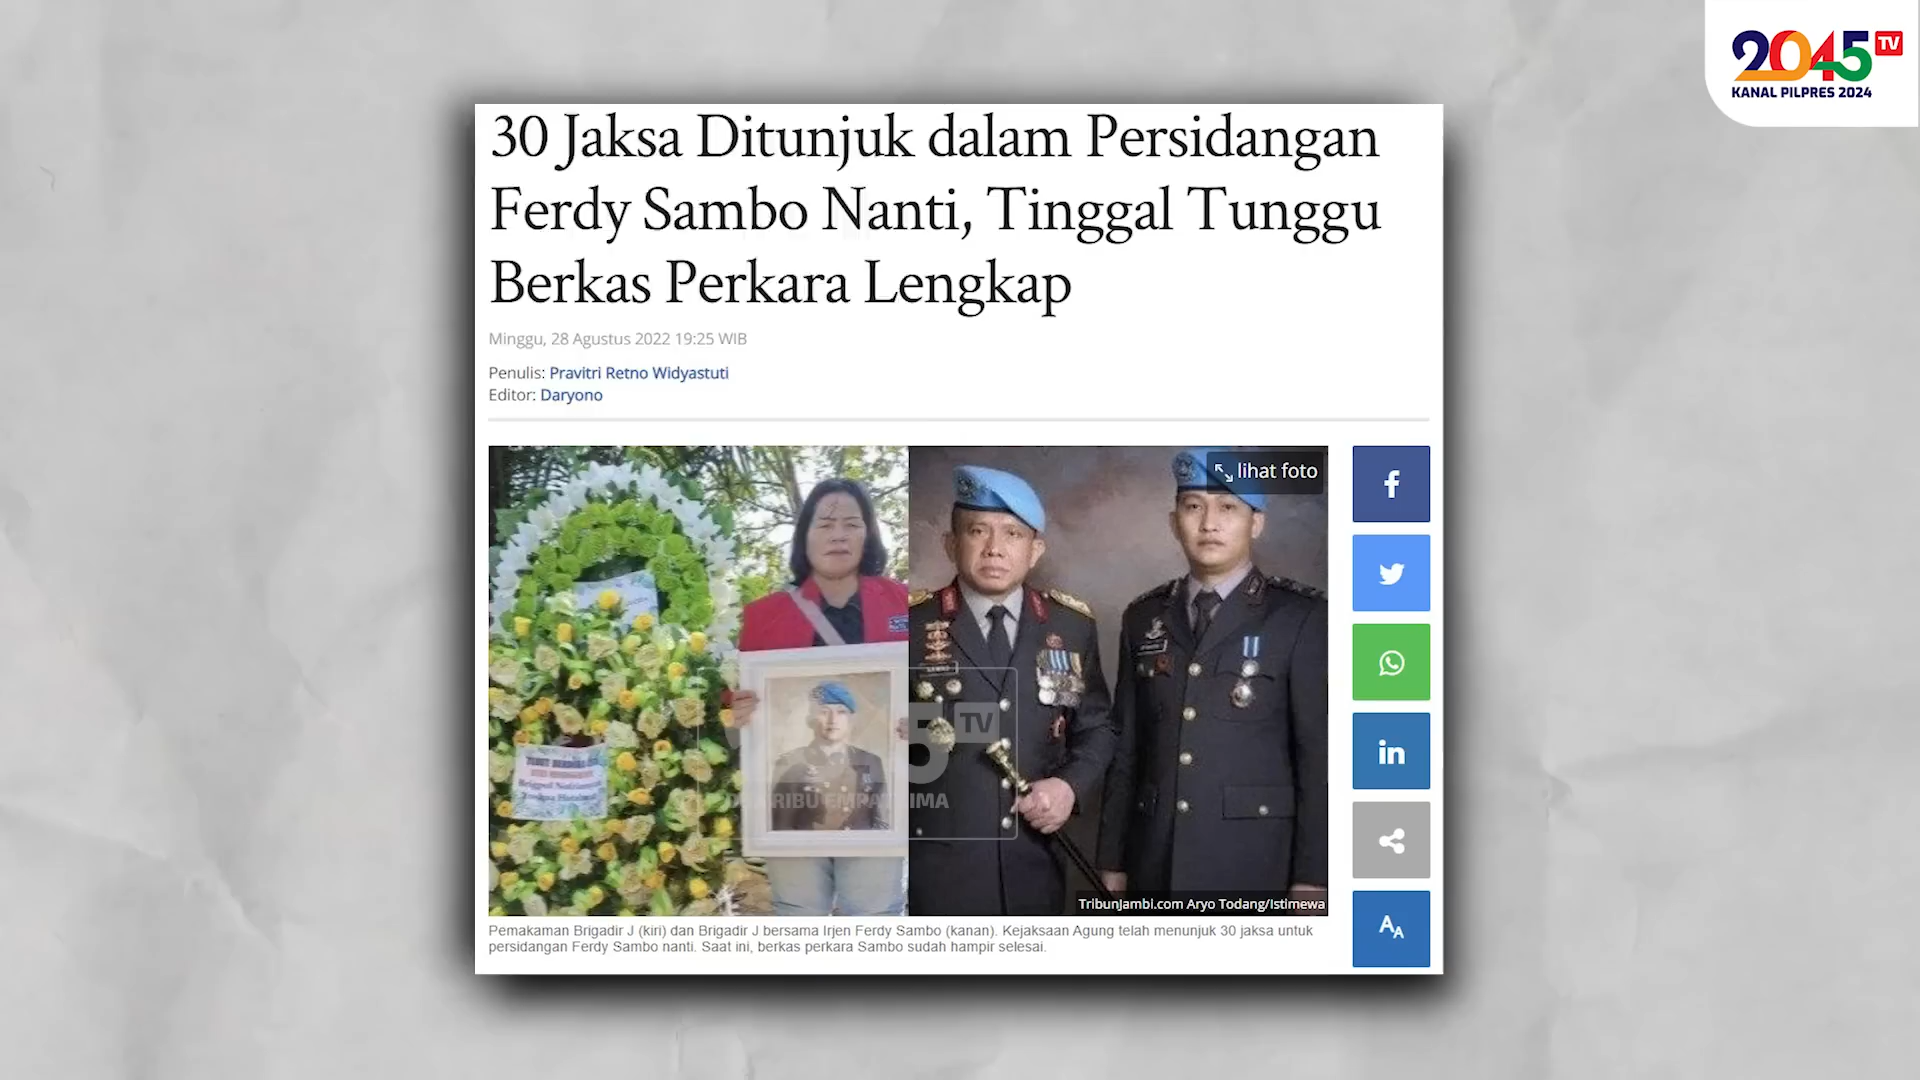 2045 TV
KANAL PILPRES 2024
30 Jaksa Ditunjuk dalam Persidangan
Ferdy Sambo Nanti, Tinggal Tunggu
Berkas Perkara Lengkap
Minggu, 28 Agustus 2022 19:25 WIB
Penulis: Pravitri Retno Widyastuti
Editor: Daryono
lihat foto
TV
TURUT BERDUKA
TribunJambi.com Aryo Todang/Istimewa
Pemakaman Brigadir J (kiri) dan Brigadir J bersama Irjen Ferdy Sambo (kanan). Kejaksaan Agung telah menunjuk 30 jaksa untuk
persidangan Ferdy Sambo nanti. Saat ini, berkas perkara Sambo sudah hampir selesai.